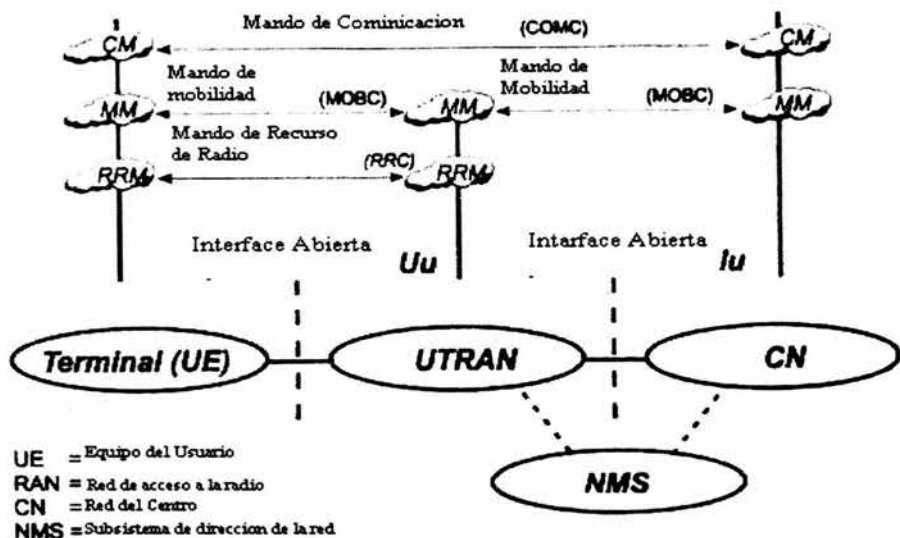 Mando de Cominicacion (COMC)
CM CM
Mando de
mobilidad
(MOBC)
Mando de
Mobilidad
(MOBC)
MM MM MM
Mando de Recurso
de Radio
(RRC)
RRM RRM
Interface Abierta Uu Intarface Abierta Iu
Terminal (UE) UTRAN CN
NMS
UE = Equipo del Usuario
RAN = Red de acceso a la radio
CN = Red del Centro
NMS = Subsistema de direccion de la red